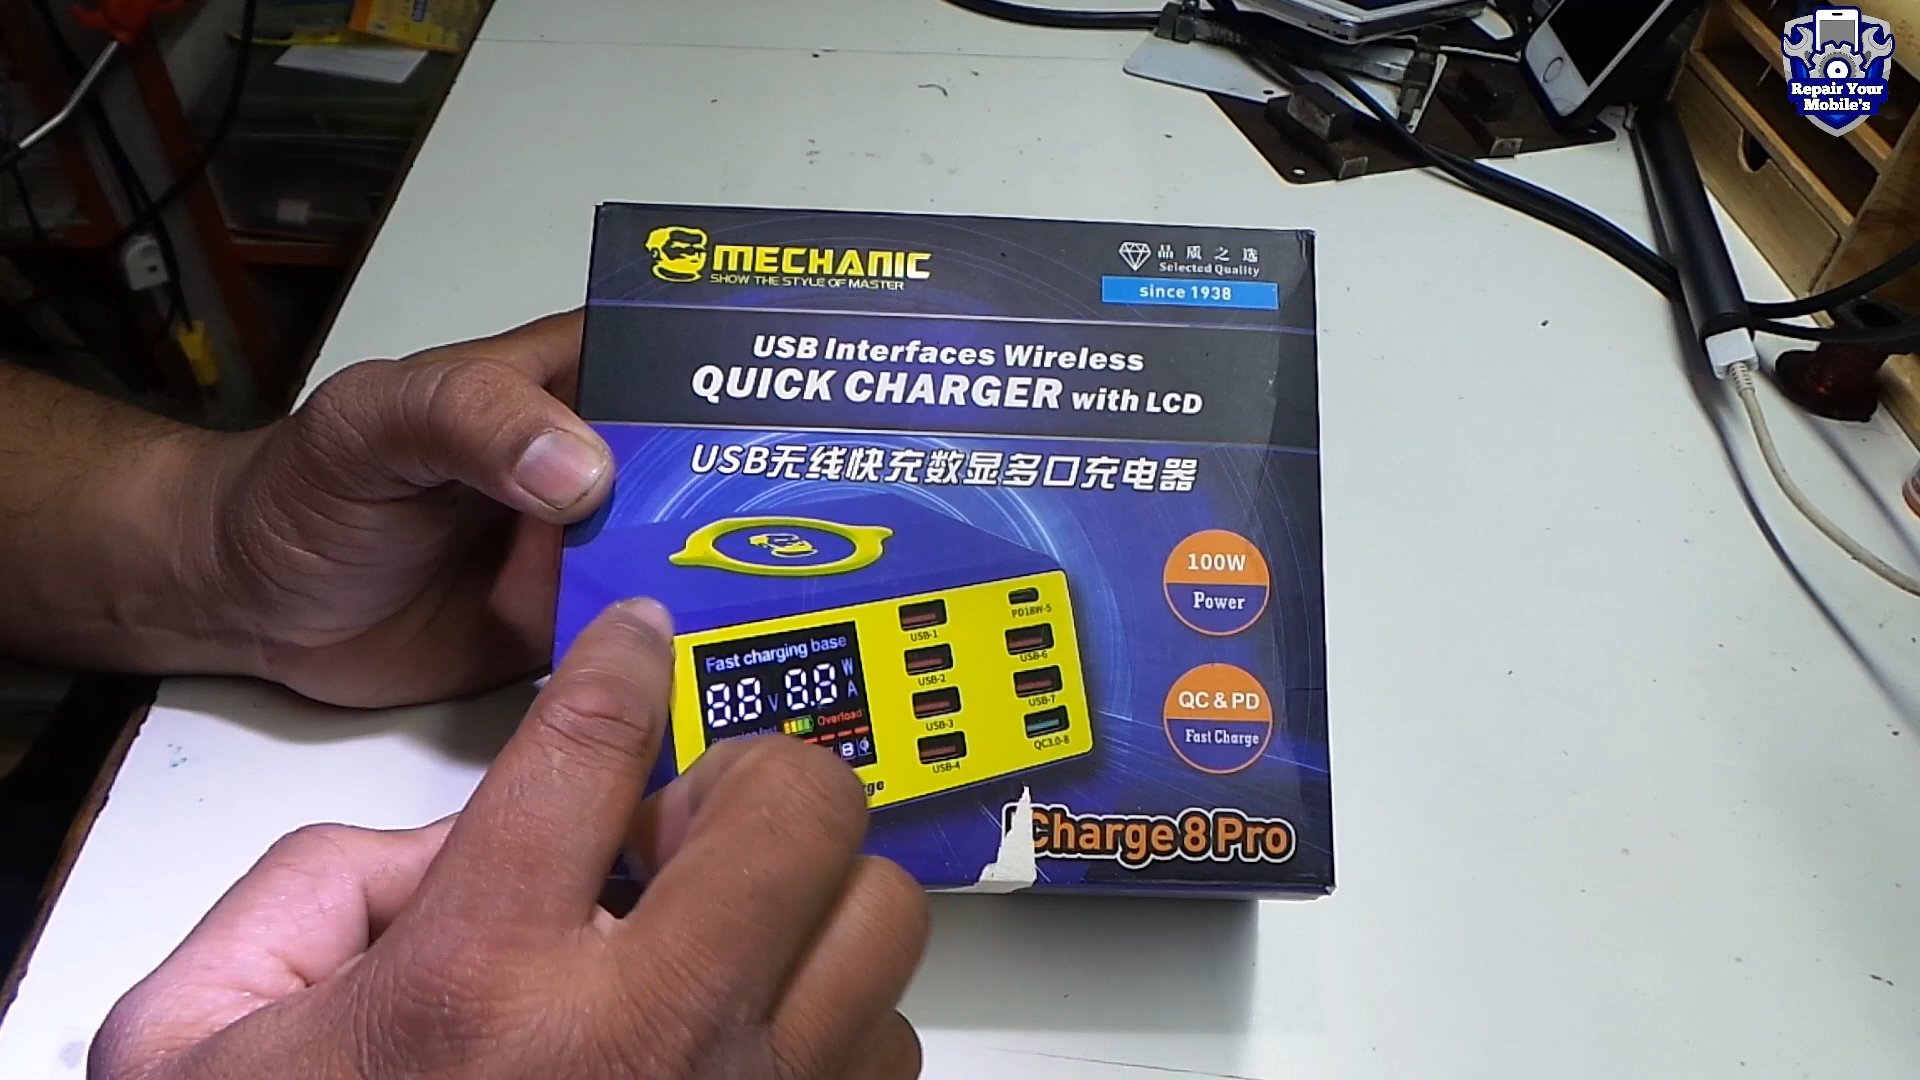 Repair Your
Mobile's
MECHANIC
SHOW THE STYLE OF MASTER
品质之选
Selected Quality
since 1938
USB Interfaces Wireless
QUICK CHARGER with LCD
USB无线快充数显多口充电器
100W
Power
QC & PD
Fast Charge
Fast charging base
8.8 V 8.8 W A
Overload
USB-1
USB-2
USB-3
USB-4
PD18W-5
USB-6
USB-7
QC3.0-8
Charge 8 Pro